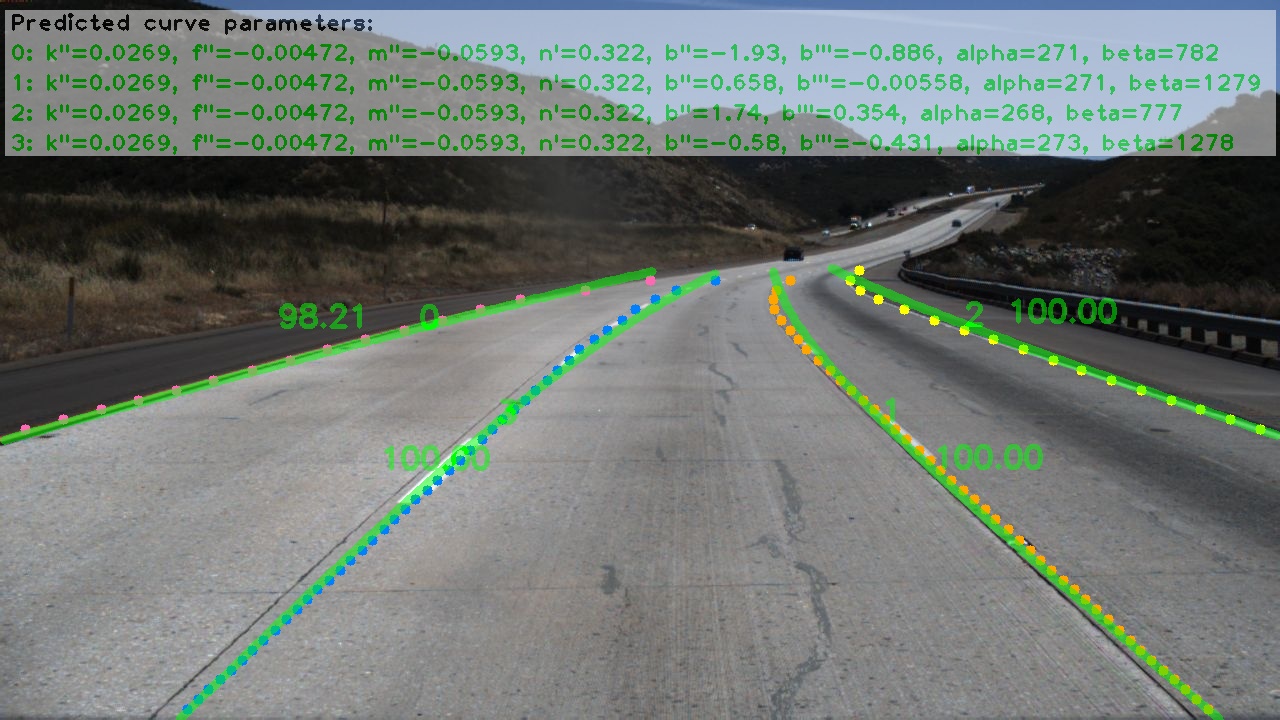 Predicted curve parameters:
0: k''=0.0269, f''=-0.00472, m''=-0.0593, n'=0.322, b''=-1.93, b'''=-0.886, alpha=271, beta=782
1: k''=0.0269, f''=-0.00472, m''=-0.0593, n'=0.322, b''=0.658, b'''=-0.00558, alpha=271, beta=1279
2: k''=0.0269, f''=-0.00472, m''=-0.0593, n'=0.322, b''=1.74, b'''=0.354, alpha=268, beta=777
3: k''=0.0269, f''=-0.00472, m''=-0.0593, n'=0.322, b''=-0.58, b'''=-0.431, alpha=273, beta=1278
98.21 0 2 100.00
3 1
100.00 100.00